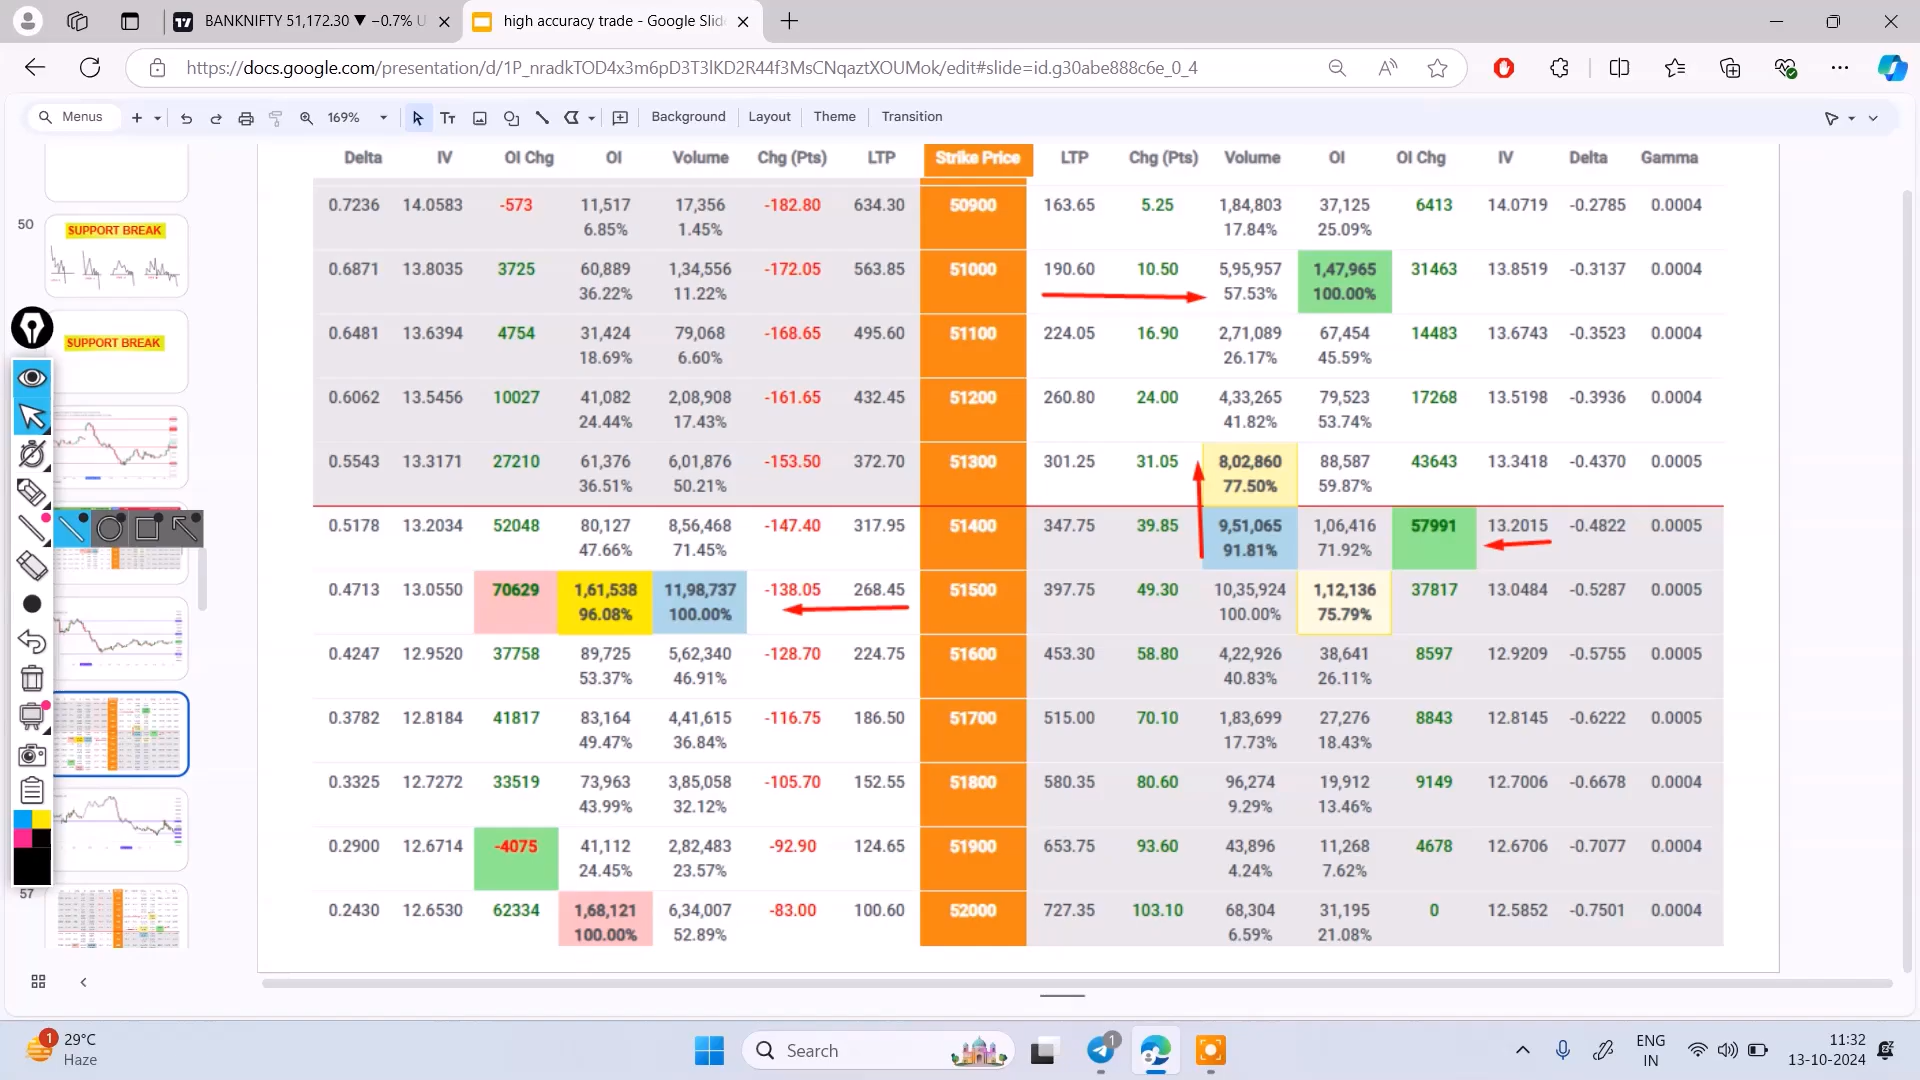 BANKNIFTY 51,172.30 ▼ −0.7% U
high accuracy trade - Google Slid
https://docs.google.com/presentation/d/1P_nradkTOD4x3m6pD3T3lKD2R44f3MsCNqaztXOUMok/edit#slide=id.g30abe888c6e_0_4
Menus 169% Background Layout Theme Transition
Delta IV OI Chg OI Volume Chg (Pts) LTP Strike Price LTP Chg (Pts) Volume OI OI Chg IV Delta Gamma
0.7236 14.0583 -573 11,517 17,356 -182.80 634.30 50900 163.65 5.25 1,84,803 37,125 6413 14.0719 -0.2785 0.0004
6.85% 1.45% 17.84% 25.09%
0.6871 13.8035 3725 60,889 1,34,556 -172.05 563.85 51000 190.60 10.50 5,95,957 1,47,965 31463 13.8519 -0.3137 0.0004
36.22% 11.22% 57.53% 100.00%
0.6481 13.6394 4754 31,424 79,068 -168.65 495.60 51100 224.05 16.90 2,71,089 67,454 14483 13.6743 -0.3523 0.0004
18.69% 6.60% 26.17% 45.59%
0.6062 13.5456 10027 41,082 2,08,908 -161.65 432.45 51200 260.80 24.00 4,33,265 79,523 17268 13.5198 -0.3936 0.0004
24.44% 17.43% 41.82% 53.74%
0.5543 13.3171 27210 61,376 6,01,876 -153.50 372.70 51300 301.25 31.05 8,02,860 88,587 43643 13.3418 -0.4370 0.0005
36.51% 50.21% 77.50% 59.87%
0.5178 13.2034 52048 80,127 8,56,468 -147.40 317.95 51400 347.75 39.85 9,51,065 1,06,416 57991 13.2015 -0.4822 0.0005
47.66% 71.45% 91.81% 71.92%
0.4713 13.0550 70629 1,61,538 11,98,737 -138.05 268.45 51500 397.75 49.30 10,35,924 1,12,136 37817 13.0484 -0.5287 0.0005
96.08% 100.00% 100.00% 75.79%
0.4247 12.9520 37758 89,725 5,62,340 -128.70 224.75 51600 453.30 58.80 4,22,926 38,641 8597 12.9209 -0.5755 0.0005
53.37% 46.91% 40.83% 26.11%
0.3782 12.8184 41817 83,164 4,41,615 -116.75 186.50 51700 515.00 70.10 1,83,699 27,276 8843 12.8145 -0.6222 0.0005
49.47% 36.84% 17.73% 18.43%
0.3325 12.7272 33519 73,963 3,85,058 -105.70 152.55 51800 580.35 80.60 96,274 19,912 9149 12.7006 -0.6678 0.0004
43.99% 32.12% 9.29% 13.46%
0.2900 12.6714 -4075 41,112 2,82,483 -92.90 124.65 51900 653.75 93.60 43,896 11,268 4678 12.6706 -0.7077 0.0004
24.45% 23.57% 4.24% 7.62%
0.2430 12.6530 62334 1,68,121 6,34,007 -83.00 100.60 52000 727.35 103.10 68,304 31,195 0 12.5852 -0.7501 0.0004
100.00% 52.89% 6.59% 21.08%
50
SUPPORT BREAK
SUPPORT BREAK
57
1
29°C
Haze
Search
1
ENG
IN
11:32
13-10-2024